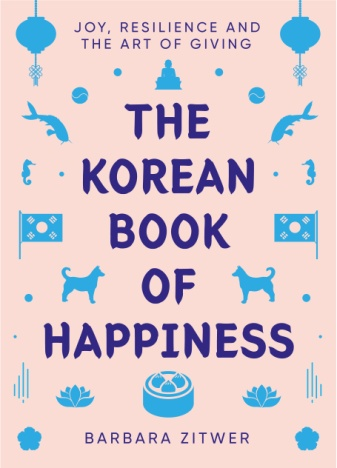 JOY, RESILIENCE AND
THE ART OF GIVING
THE
KOREAN
BOOK
OF
HAPPINESS
BARBARA ZITWER